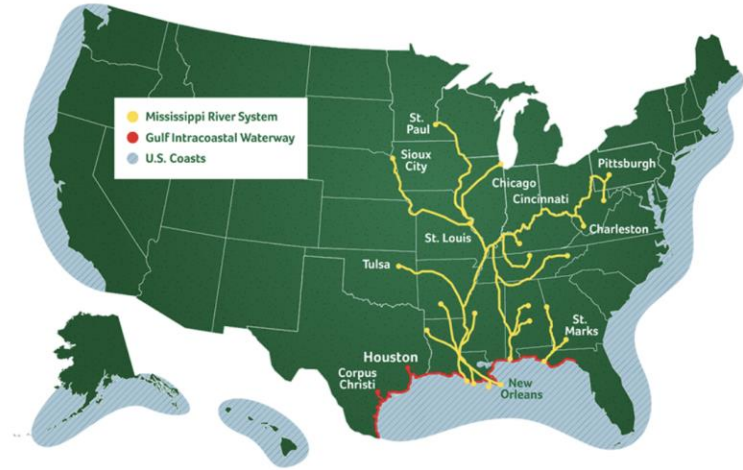 Mississippi River System
Gulf Intracoastal Waterway
U.S. Coasts
St.
Paul
Sioux
City
Pittsburgh
Chicago
Cincinnati
Charleston
St. Louis
Tulsa
St.
Marks
Houston
Corpus
Christi
New
Orleans